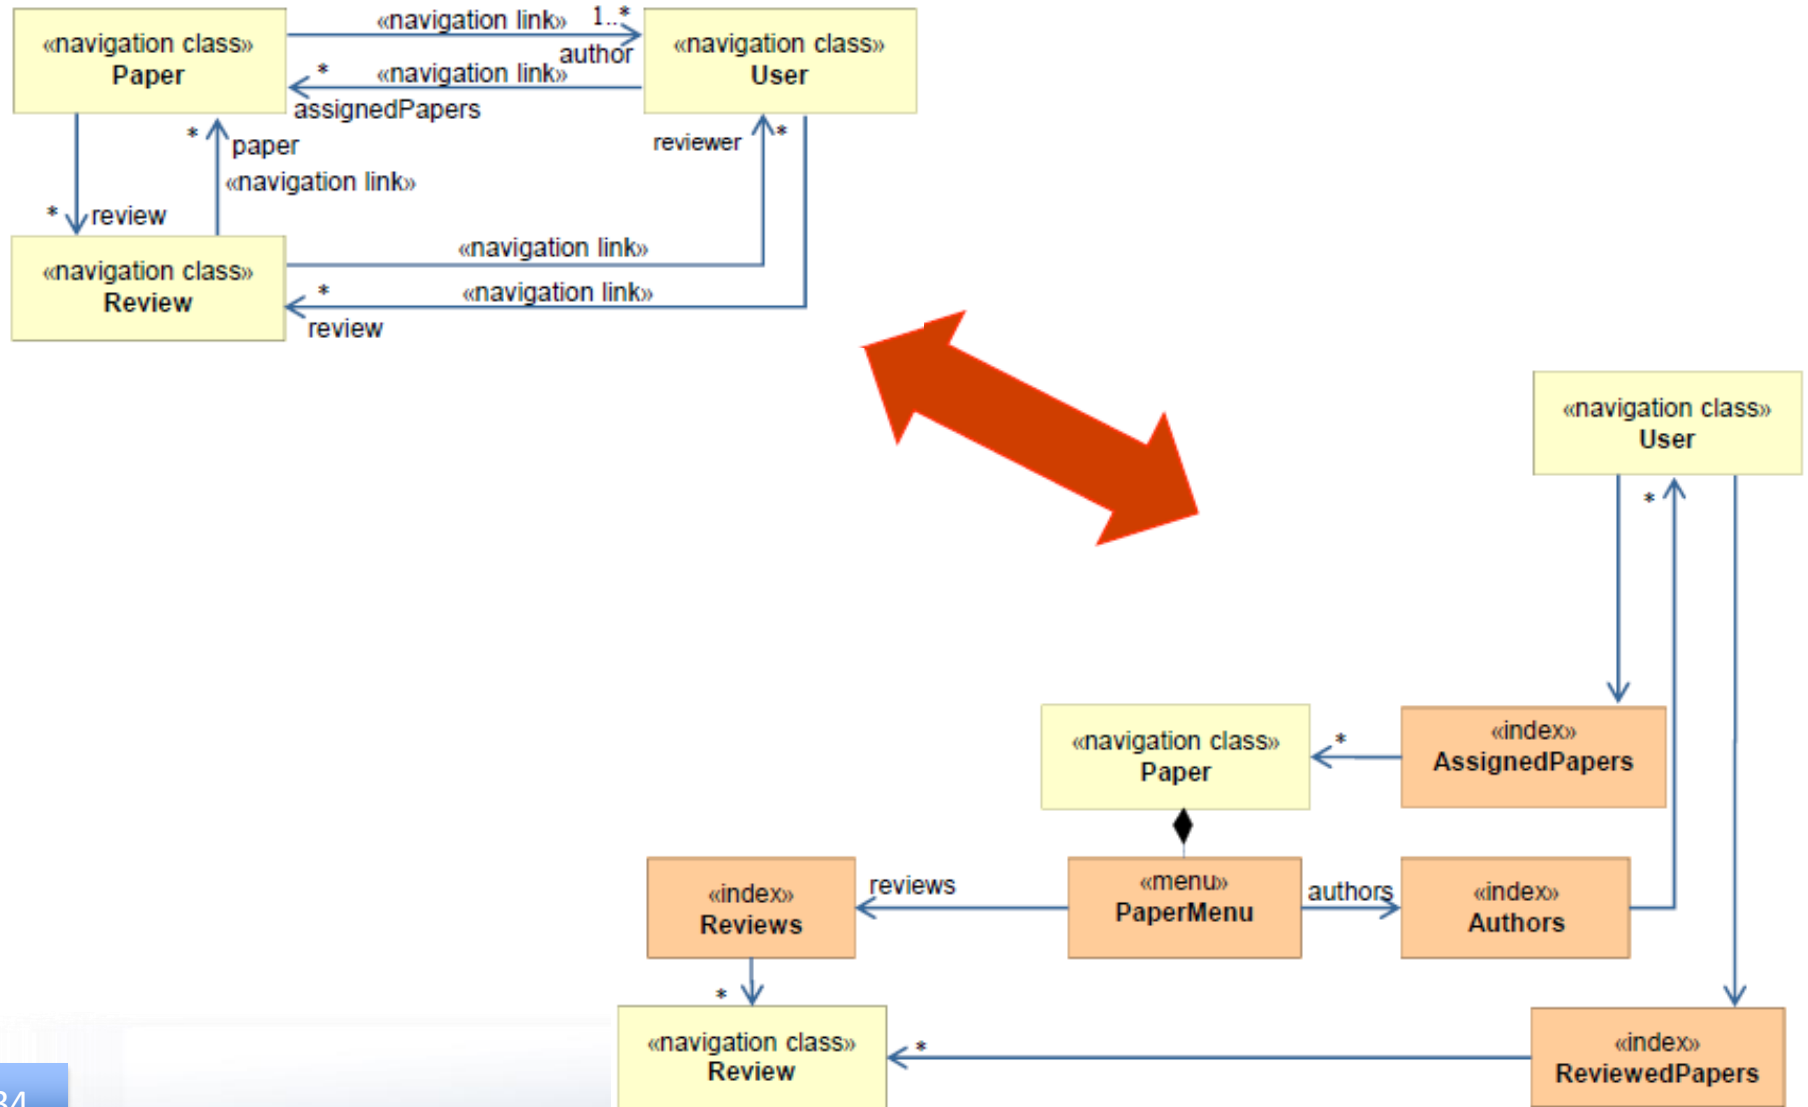 «navigation class»
Paper
«navigation link» 1..*
author
* «navigation link»
assignedPapers
«navigation class»
User
* paper
«navigation link»
reviewer *
* review
«navigation class»
Review
«navigation link»
* «navigation link»
review
«navigation class»
User
*
«navigation class»
Paper
*
«index»
AssignedPapers
«index»
Reviews
reviews
«menu»
PaperMenu
authors
«index»
Authors
*
«navigation class»
Review
*
«index»
ReviewedPapers